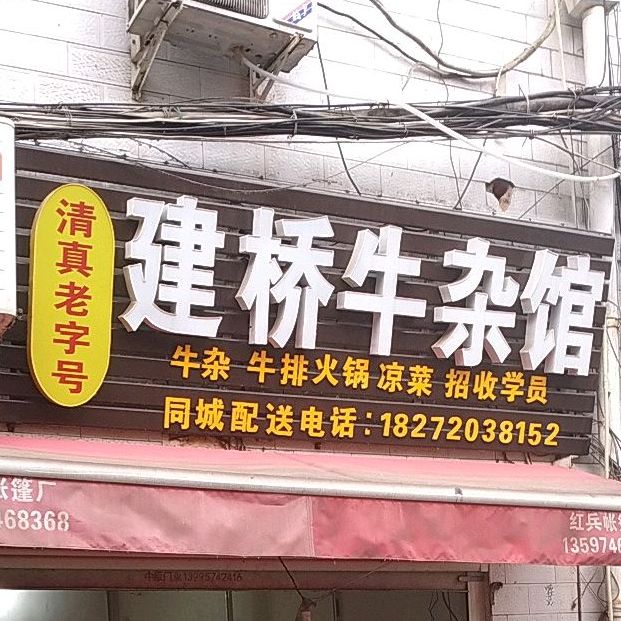 清真老字号
建桥牛杂馆
牛杂 牛排火锅 凉菜 招收学员
同城配送电话:18272038152
帐篷厂
468368
红兵帐
135974
13995742416